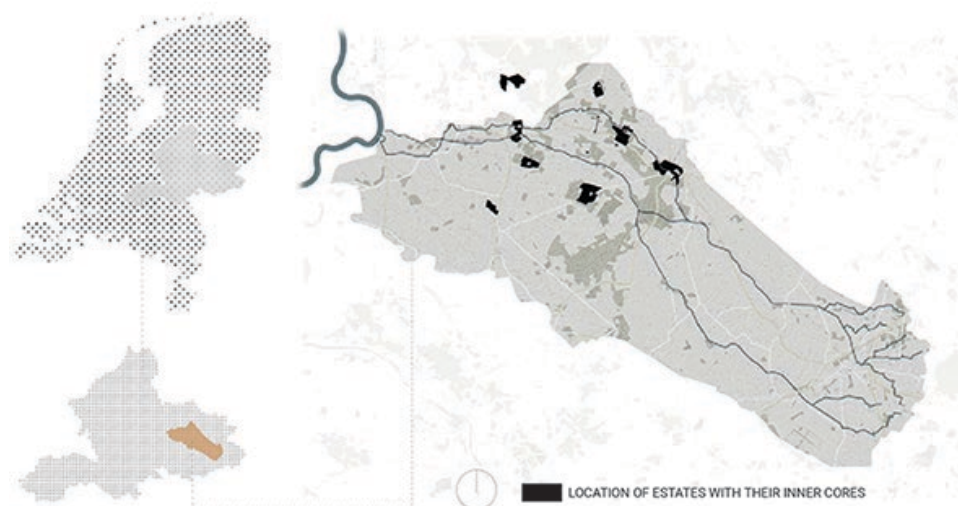 LOCATION OF ESTATES WITH THEIR INNER CORES